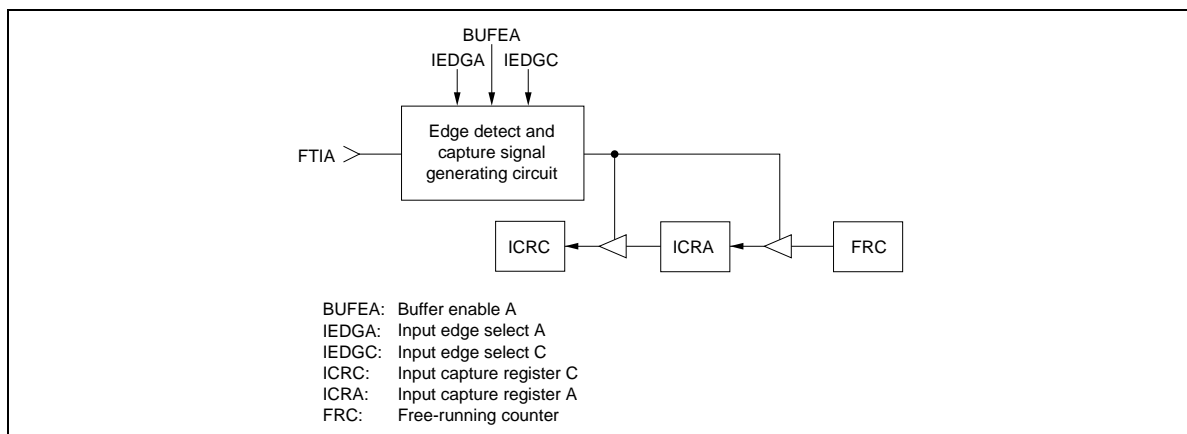 BUFEA
IEDGA IEDGC
FTIA
Edge detect and
capture signal
generating circuit
ICRC ICRA FRC
BUFEA: Buffer enable A
IEDGA: Input edge select A
IEDGC: Input edge select C
ICRC: Input capture register C
ICRA: Input capture register A
FRC: Free-running counter